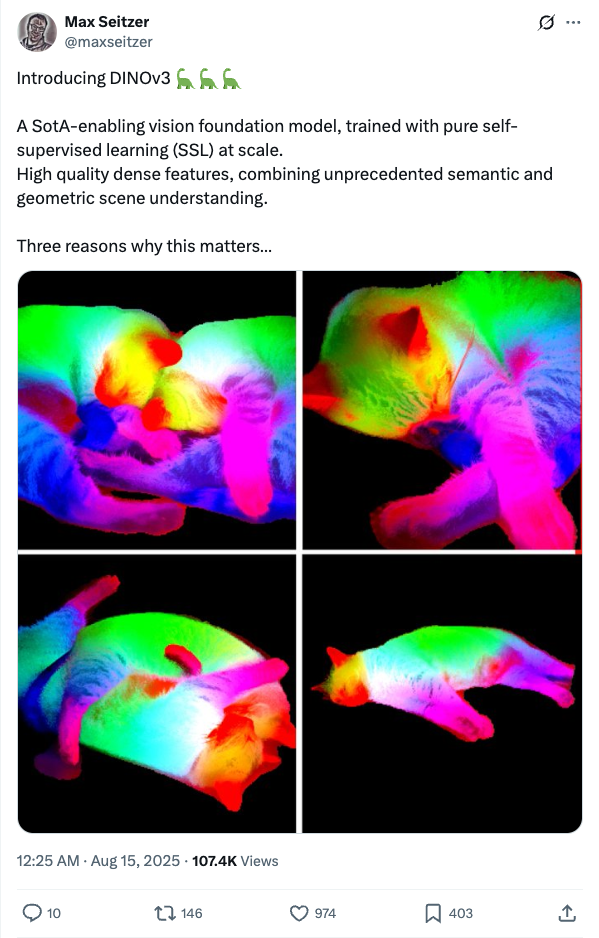 Max Seitzer
@maxseitzer
Introducing DINOv3 🦕🦕🦕
A SotA-enabling vision foundation model, trained with pure self-
supervised learning (SSL) at scale.
High quality dense features, combining unprecedented semantic and
geometric scene understanding.
Three reasons why this matters...
12:25 AM · Aug 15, 2025 · 107.4K Views
10 146 974 403